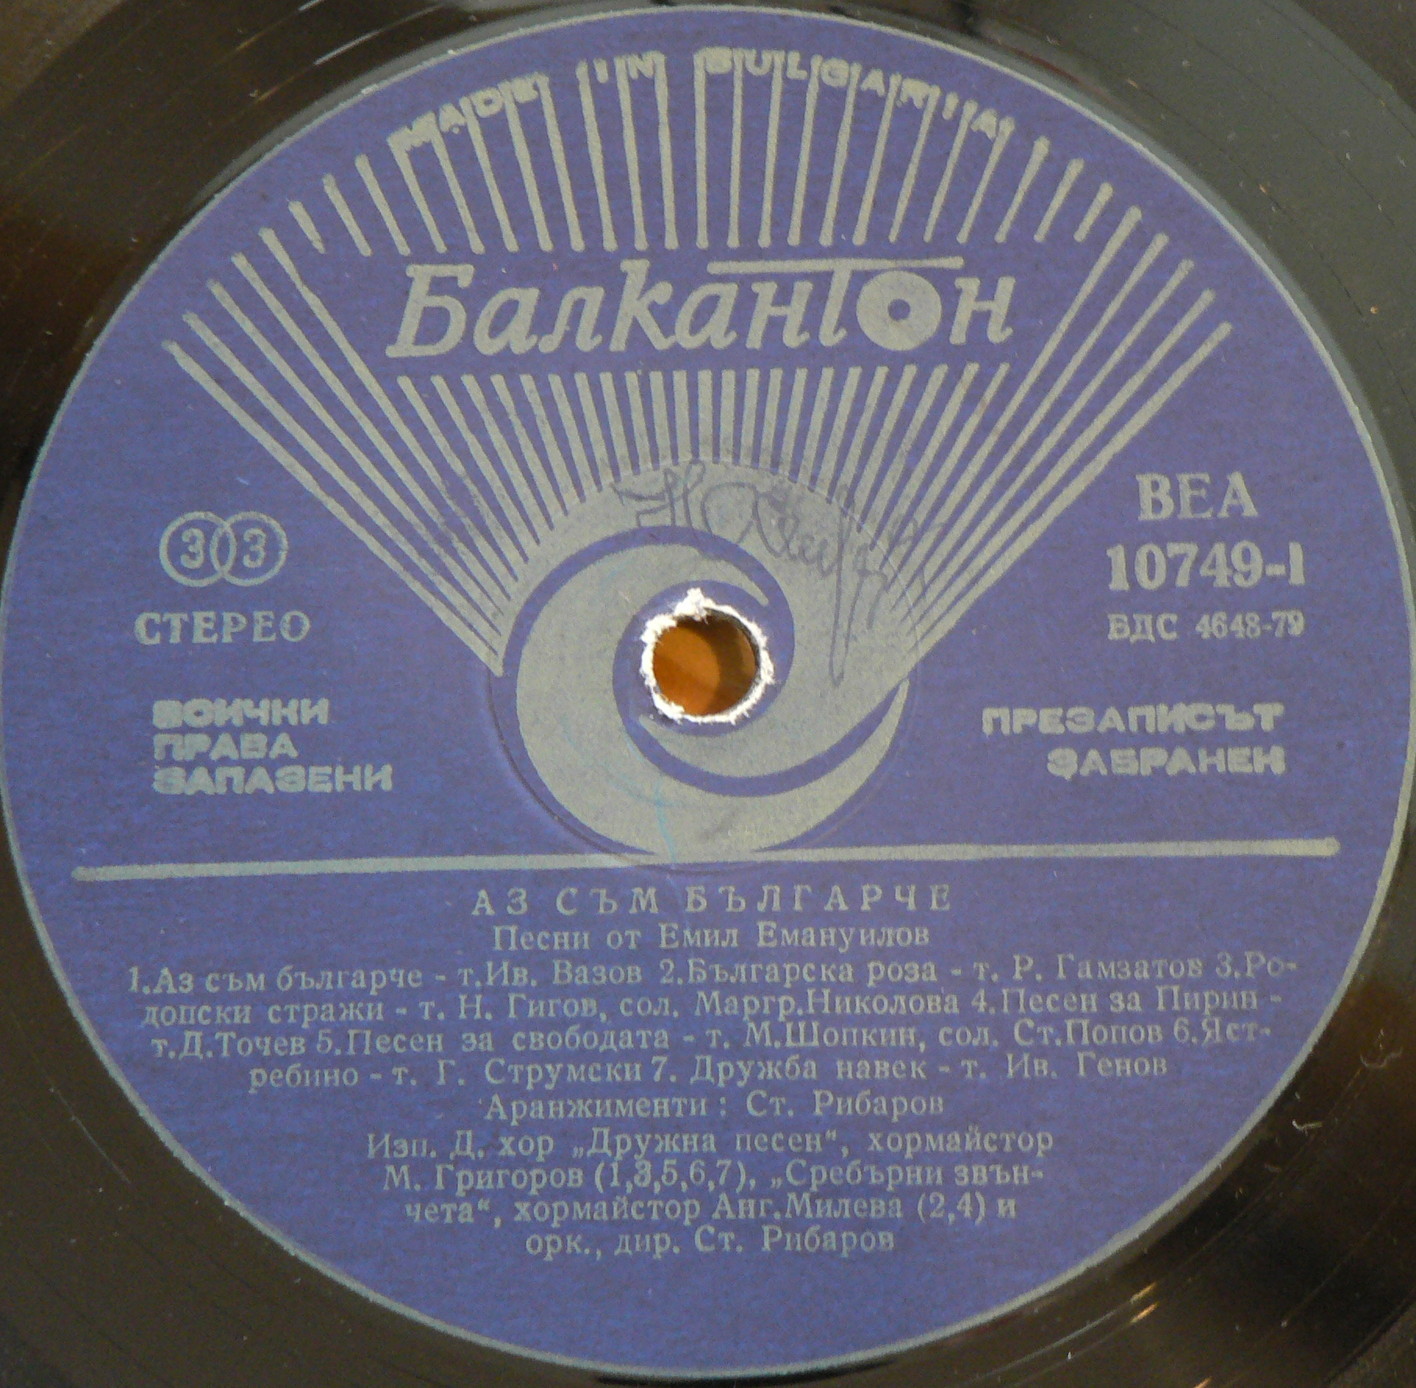 MADE IN BULGARIA
Балкантон
33
СТЕРЕО
ВЕА
10749-1
БДС 4648-79
ВСИЧКИ
ПРАВА
ЗАПАЗЕНИ
ПРЕЗАПИСЪТ
ЗАБРАНЕН
АЗ СЪМ БЪЛГАРЧЕ
Песни от Емил Емануилов
1.Аз съм българче - т.Ив. Вазов 2.Българска роза - т. Р. Гамзатов 3.Ро-
допски стражи - т. Н. Гигов, сол. Маргр.Николова 4.Песен за Пирин -
т.Д.Точев 5.Песен за свободата - т. М.Шопкин, сол. Ст.Попов 6.Яст-
ребино - т. Г. Струмски 7. Дружба навек - т. Ив. Генов
Аранжименти : Ст. Рибаров
Изп. Д. хор „Дружна песен“, хормайстор
М. Григоров (1,3,5,6,7), „Сребърни звън-
чета“, хормайстор Анг.Милева (2,4) и
орк., дир. Ст. Рибаров